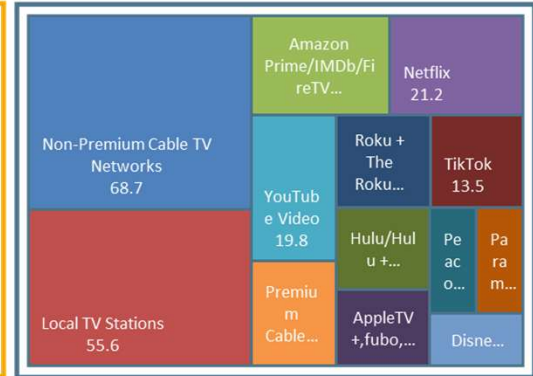 Non-Premium Cable TV
Networks
68.7
Local TV Stations
55.6
Amazon
Prime/IMDb/Fi
reTV...
Netflix
21.2
YouTub
e Video
19.8
Premiu
m
Cable...
Roku +
The
Roku...
TikTok
13.5
Hulu/Hul
u +...
AppleTV
+,fubo,...
Pe
ac
o...
Pa
ra
m...
Disne...